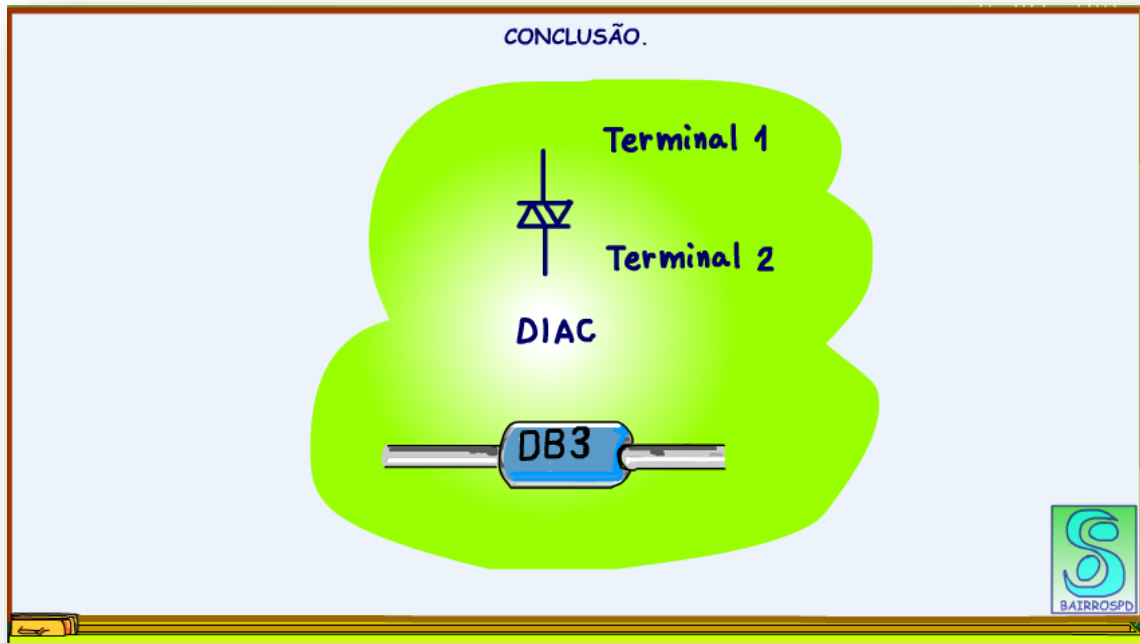 CONCLUSÃO.
Terminal 1
Terminal 2
DIAC
DB3
BAIRROSPD